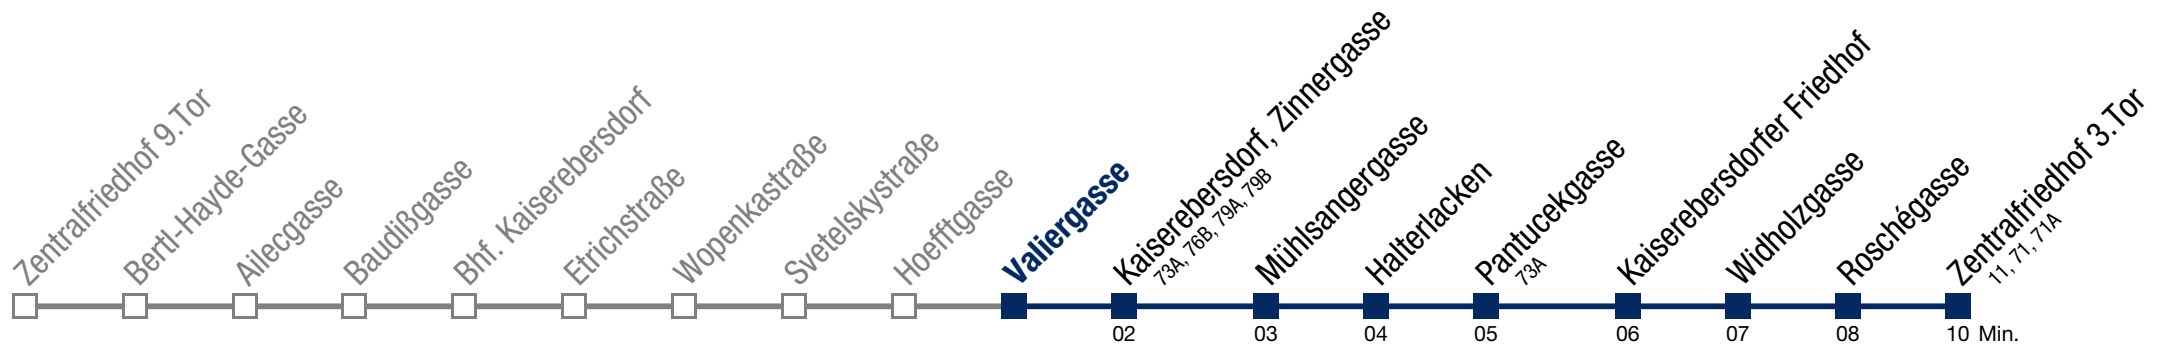 Zentralfriedhof 9.Tor
Bertl-Hayde-Gasse
Ailecgasse
Baudißgasse
Bhf. Kaiserebersdorf
Etrichstraße
Wopenkastraße
Svetelskystraße
Hoefftgasse
Valiergasse
Kaiserebersdorf, Zinnergasse
73A, 76B, 79A, 79B
Mühlsangergasse
Halterlacken
Pantucekgasse
73A
Kaiserebersdorfer Friedhof
Widholzgasse
Roschégasse
Zentralfriedhof 3.Tor
11, 71, 71A
02 03 04 05 06 07 08 10 Min.